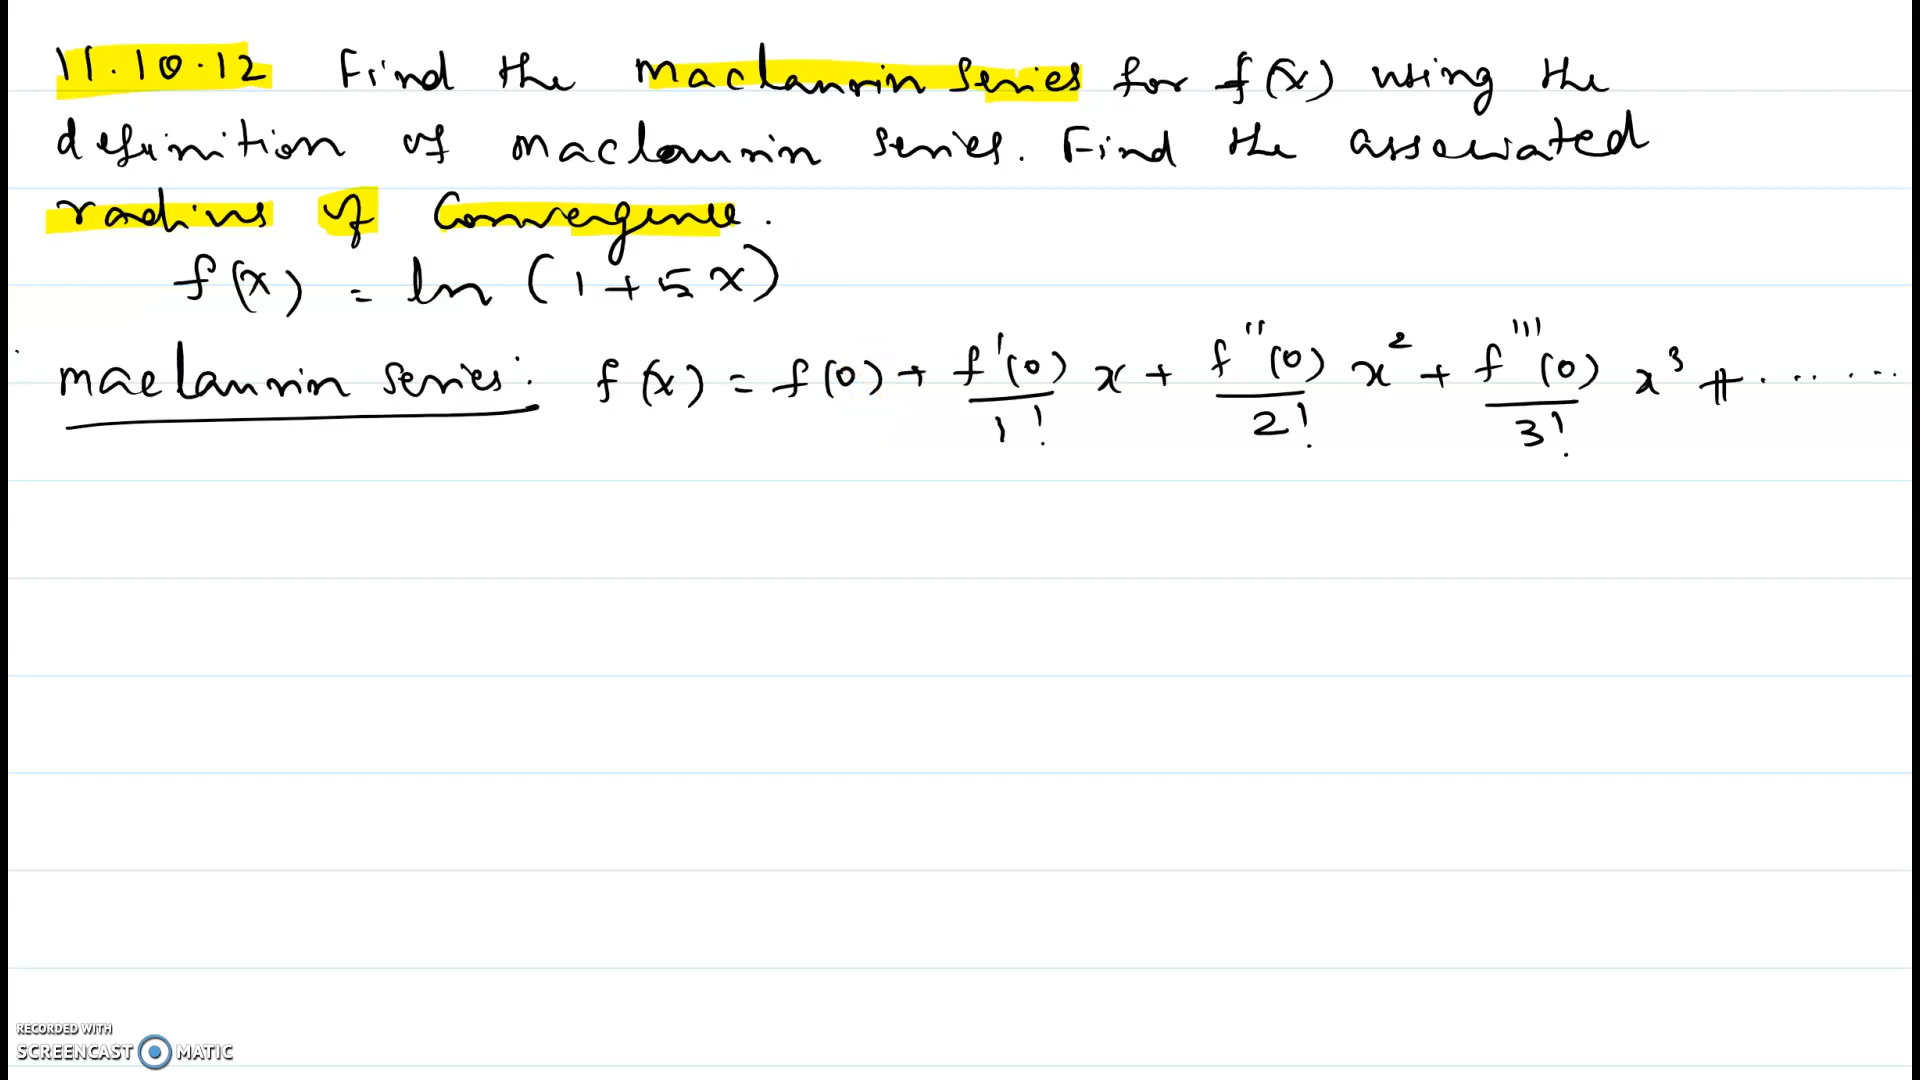 11.10.12 Find the Maclaurin Series for f(x) using the
definition of Maclaurin series. Find the associated
radius of Convergence.
f(x) = ln (1+5x)
maclaurin series: f(x) = f(0) + f'(0)/1! x + f''(0)/2! x² + f'''(0)/3! x³ + ......
RECORDED WITH
SCREENCAST MATIC